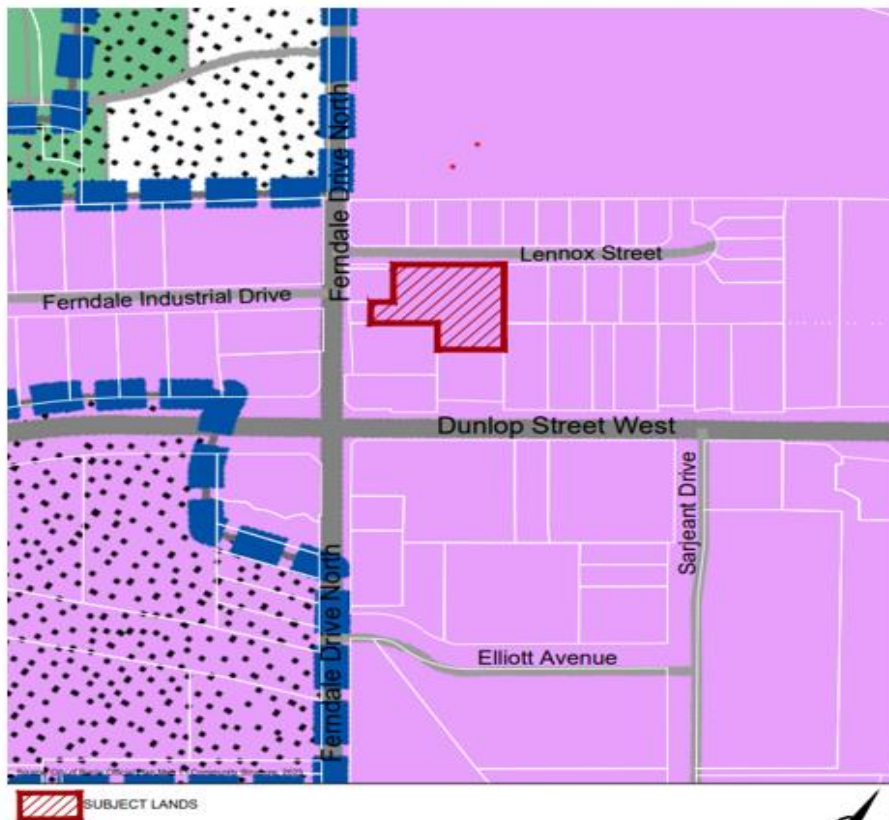 Ferndale Drive North
Lennox Street
Ferndale Industrial Drive
Dunlop Street West
Sarjeant Drive
Ferndale Drive North
Elliott Avenue
SUBJECT LANDS